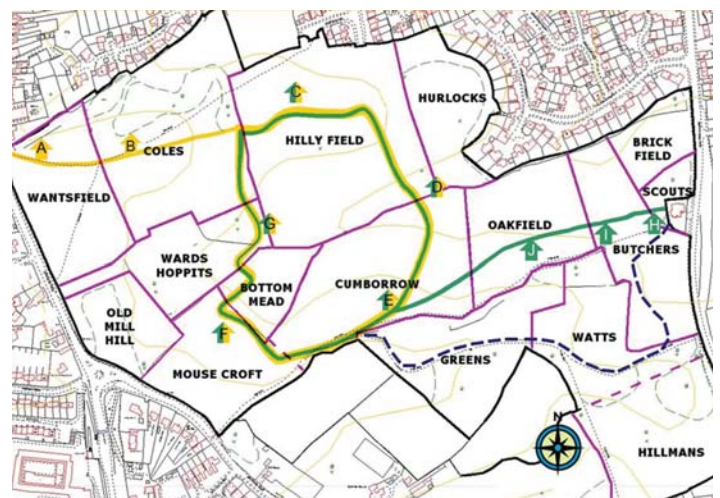 C
HURLOCKS
A
B
COLES
HILLY FIELD
BRICK
FIELD
WANTSFIELD
D
SCOUTS
G
OAKFIELD
H
I
J
BUTCHERS
WARDS
HOPPITS
BOTTOM
MEAD
CUMBORROW
E
OLD
MILL
HILL
F
WATTS
MOUSE CROFT
GREENS
N
HILLMANS